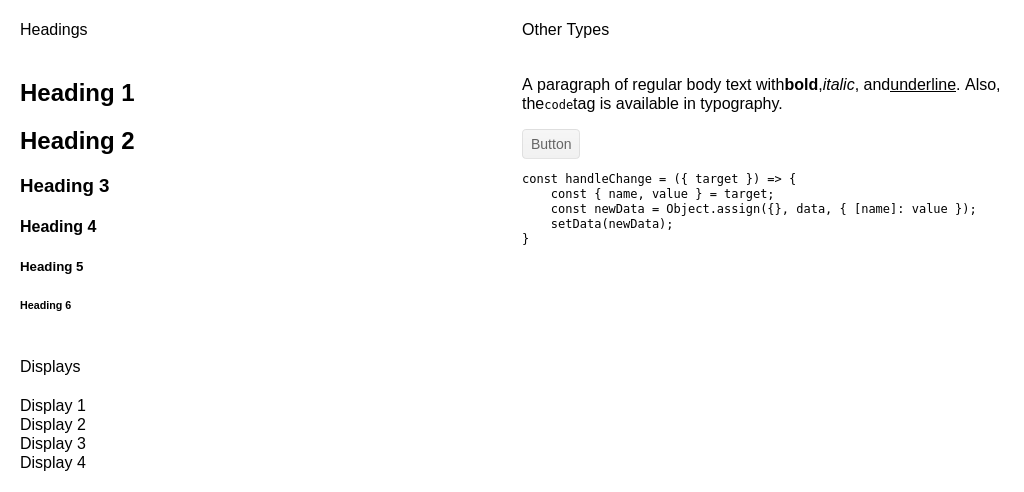 Headings
Heading 1
Heading 2
Heading 3
Heading 4
Heading 5
Heading 6
Displays
Display 1
Display 2
Display 3
Display 4
Other Types
A paragraph of regular body text withbold,italic, andunderline. Also,
thecodetag is available in typography.
Button
const handleChange = ({ target }) => {
    const { name, value } = target;
    const newData = Object.assign({}, data, { [name]: value });
    setData(newData);
}